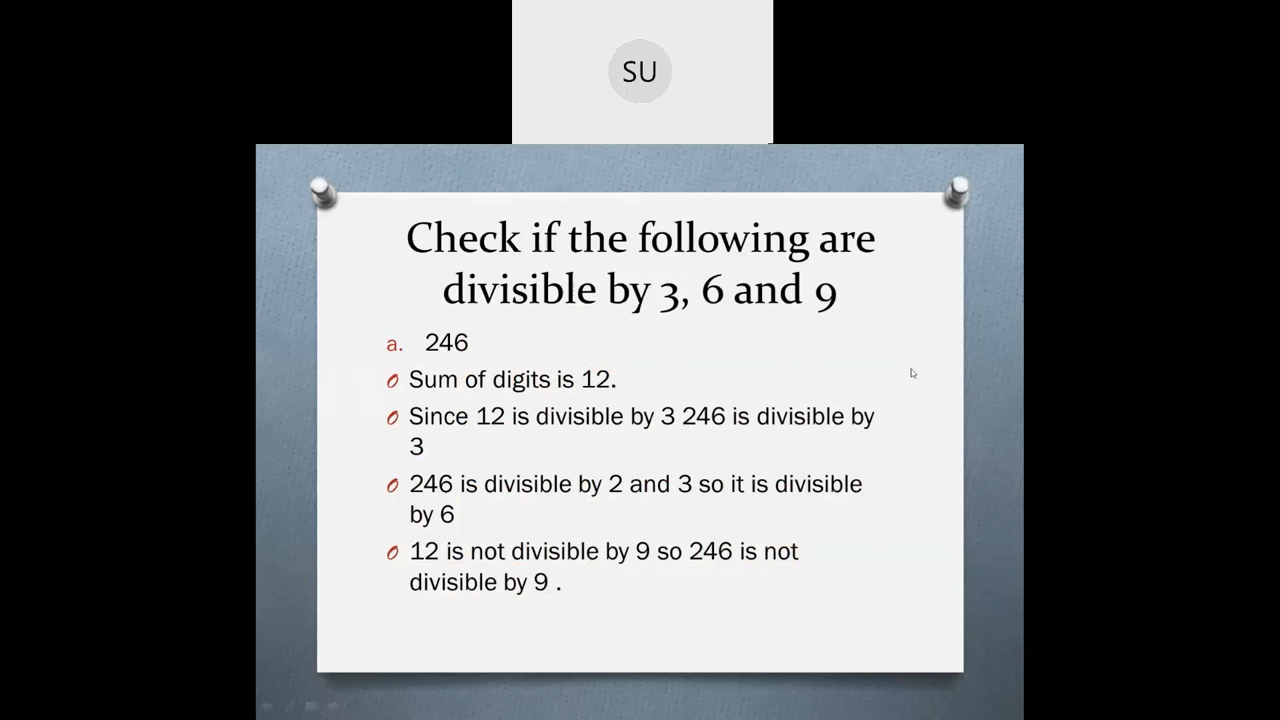 SU
Check if the following are
divisible by 3, 6 and 9
a. 246
Sum of digits is 12.
Since 12 is divisible by 3 246 is divisible by
3
246 is divisible by 2 and 3 so it is divisible
by 6
12 is not divisible by 9 so 246 is not
divisible by 9 .